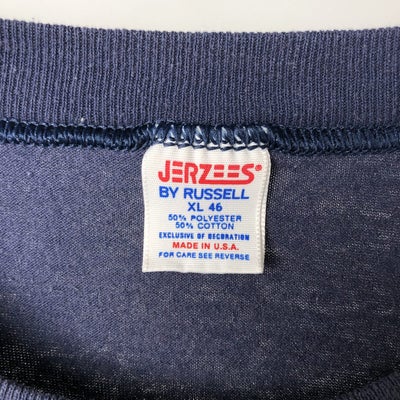 JERZEES®
BY RUSSELL
XL 46
50% POLYESTER
50% COTTON
EXCLUSIVE OF DECORATION
MADE IN U.S.A.
FOR CARE SEE REVERSE